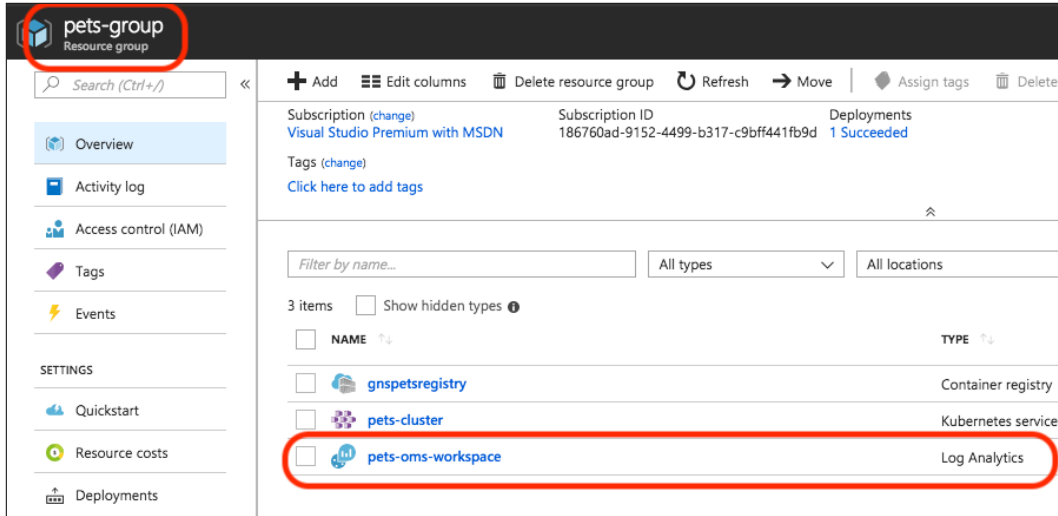 pets-group
Resource group
Search (Ctrl+/)
Overview
Activity log
Access control (IAM)
Tags
Events
SETTINGS
Quickstart
Resource costs
Deployments
Add Edit columns Delete resource group Refresh Move Assign tags Delete
Subscription (change) Subscription ID Deployments
Visual Studio Premium with MSDN 186760ad-9152-4499-b317-c9bff441fb9d 1 Succeeded
Tags (change)
Click here to add tags
Filter by name... All types All locations
3 items Show hidden types
NAME TYPE
gnspetsregistry Container registry
pets-cluster Kubernetes service
pets-oms-workspace Log Analytics